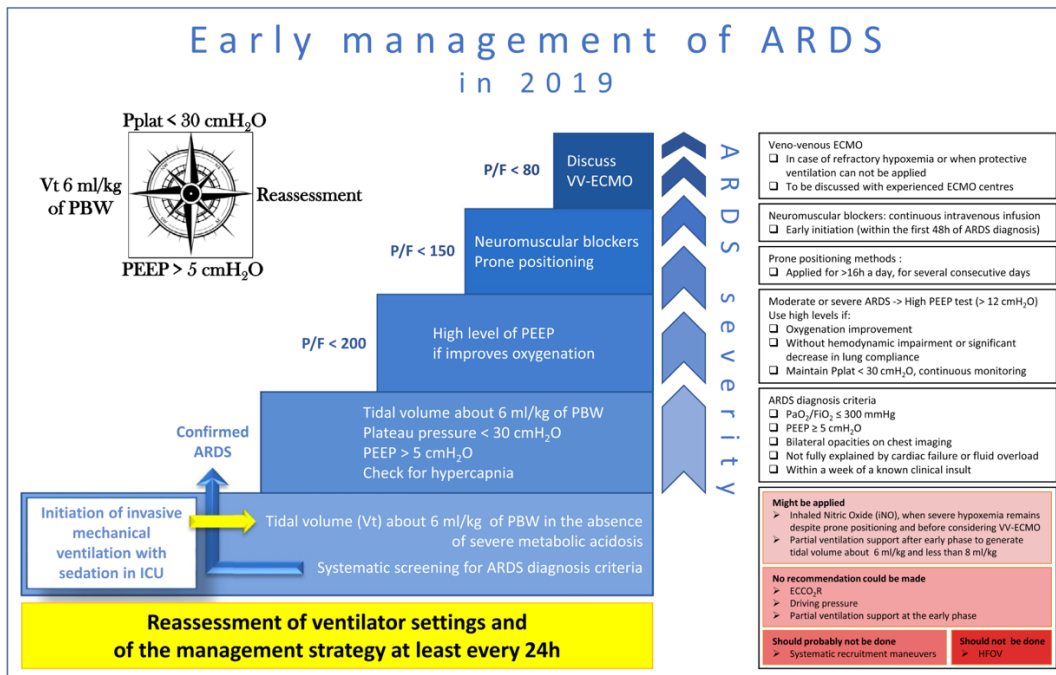 Early management of ARDS
in 2019
Pplat < 30 cmH₂O
Vt 6 ml/kg
of PBW
Reassessment
PEEP > 5 cmH₂O
P/F < 80
Discuss
VV-ECMO
P/F < 150
Neuromuscular blockers
Prone positioning
P/F < 200
High level of PEEP
if improves oxygenation
Tidal volume about 6 ml/kg of PBW
Plateau pressure < 30 cmH₂O
PEEP > 5 cmH₂O
Check for hypercapnia
Confirmed
ARDS
Initiation of invasive
mechanical
ventilation with
sedation in ICU
Tidal volume (Vt) about 6 ml/kg of PBW in the absence
of severe metabolic acidosis
Systematic screening for ARDS diagnosis criteria
Reassessment of ventilator settings and
of the management strategy at least every 24h
ARDS severity
Veno-venous ECMO
❑ In case of refractory hypoxemia or when protective
ventilation can not be applied
❑ To be discussed with experienced ECMO centres
Neuromuscular blockers: continuous intravenous infusion
❑ Early initiation (within the first 48h of ARDS diagnosis)
Prone positioning methods :
❑ Applied for >16h a day, for several consecutive days
Moderate or severe ARDS -> High PEEP test (> 12 cmH₂O)
Use high levels if:
❑ Oxygenation improvement
❑ Without hemodynamic impairment or significant
decrease in lung compliance
❑ Maintain Pplat < 30 cmH₂O, continuous monitoring
ARDS diagnosis criteria
❑ PaO₂/FiO₂ ≤ 300 mmHg
❑ PEEP ≥ 5 cmH₂O
❑ Bilateral opacities on chest imaging
❑ Not fully explained by cardiac failure or fluid overload
❑ Within a week of a known clinical insult
Might be applied
➢ Inhaled Nitric Oxide (iNO), when severe hypoxemia remains
despite prone positioning and before considering VV-ECMO
➢ Partial ventilation support after early phase to generate
tidal volume about 6 ml/kg and less than 8 ml/kg
No recommendation could be made
➢ ECCO₂R
➢ Driving pressure
➢ Partial ventilation support at the early phase
Should probably not be done
➢ Systematic recruitment maneuvers
Should not be done
➢ HFOV